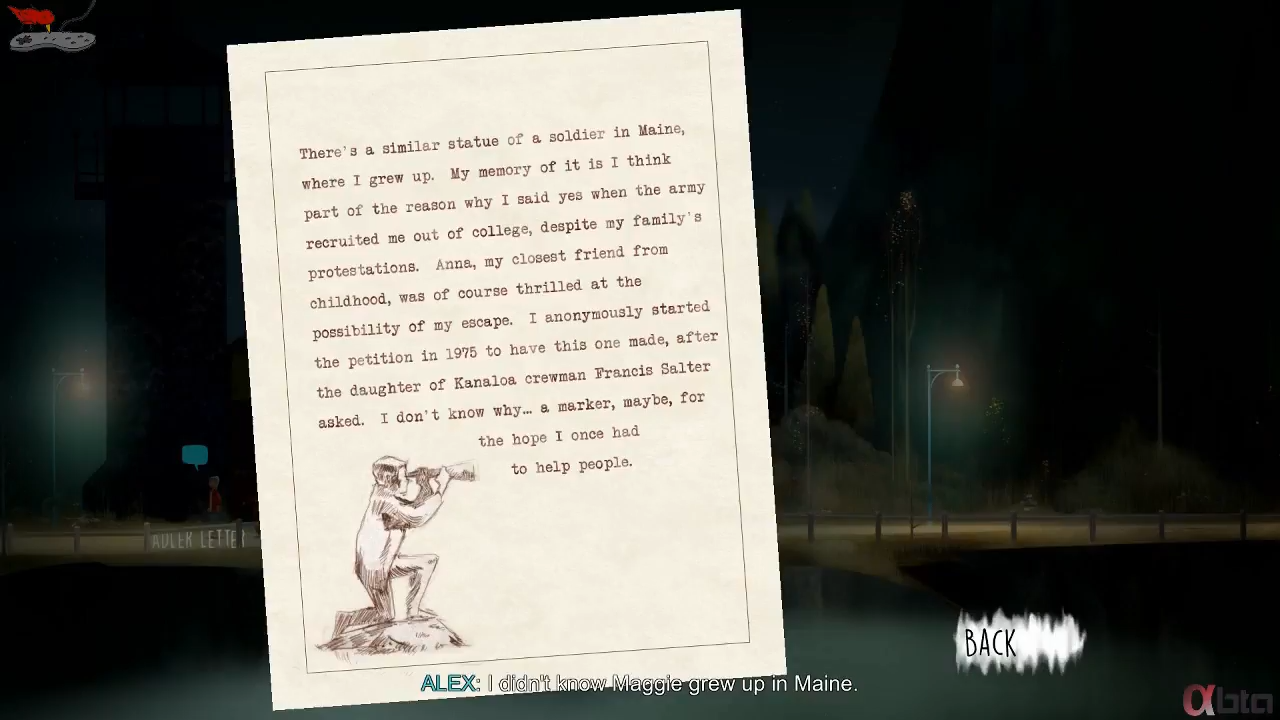 There's a similar statue of a soldier in Maine,
where I grew up.  My memory of it is I think
part of the reason why I said yes when the army
recruited me out of college, despite my family's
protestations.  Anna, my closest friend from
childhood, was of course thrilled at the
possibility of my escape.  I anonymously started
the petition in 1975 to have this one made, after
the daughter of Kanaloa crewman Francis Salter
asked.  I don't know why… a marker, maybe, for
the hope I once had
to help people.
ADLER LETTER
BACK
ALEX: I didn't know Maggie grew up in Maine.